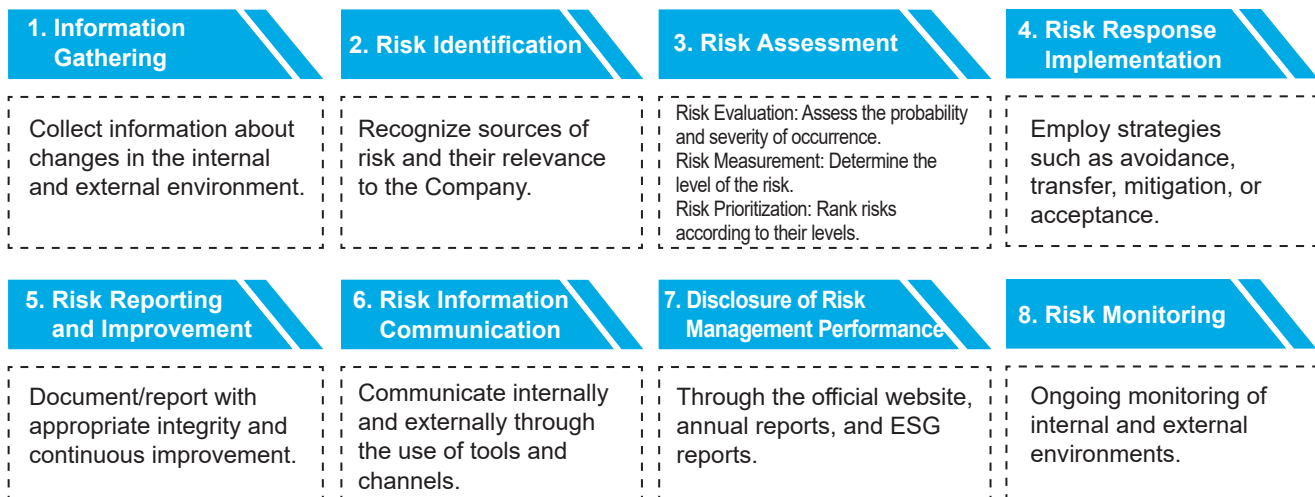 1. Information
Gathering
Collect information about
changes in the internal
and external environment.
2. Risk Identification
Recognize sources of
risk and their relevance
to the Company.
3. Risk Assessment
Risk Evaluation: Assess the probability
and severity of occurrence.
Risk Measurement: Determine the
level of the risk.
Risk Prioritization: Rank risks
according to their levels.
4. Risk Response
Implementation
Employ strategies
such as avoidance,
transfer, mitigation, or
acceptance.
5. Risk Reporting
and Improvement
Document/report with
appropriate integrity and
continuous improvement.
6. Risk Information
Communication
Communicate internally
and externally through
the use of tools and
channels.
7. Disclosure of Risk
Management Performance
Through the official website,
annual reports, and ESG
reports.
8. Risk Monitoring
Ongoing monitoring of
internal and external
environments.